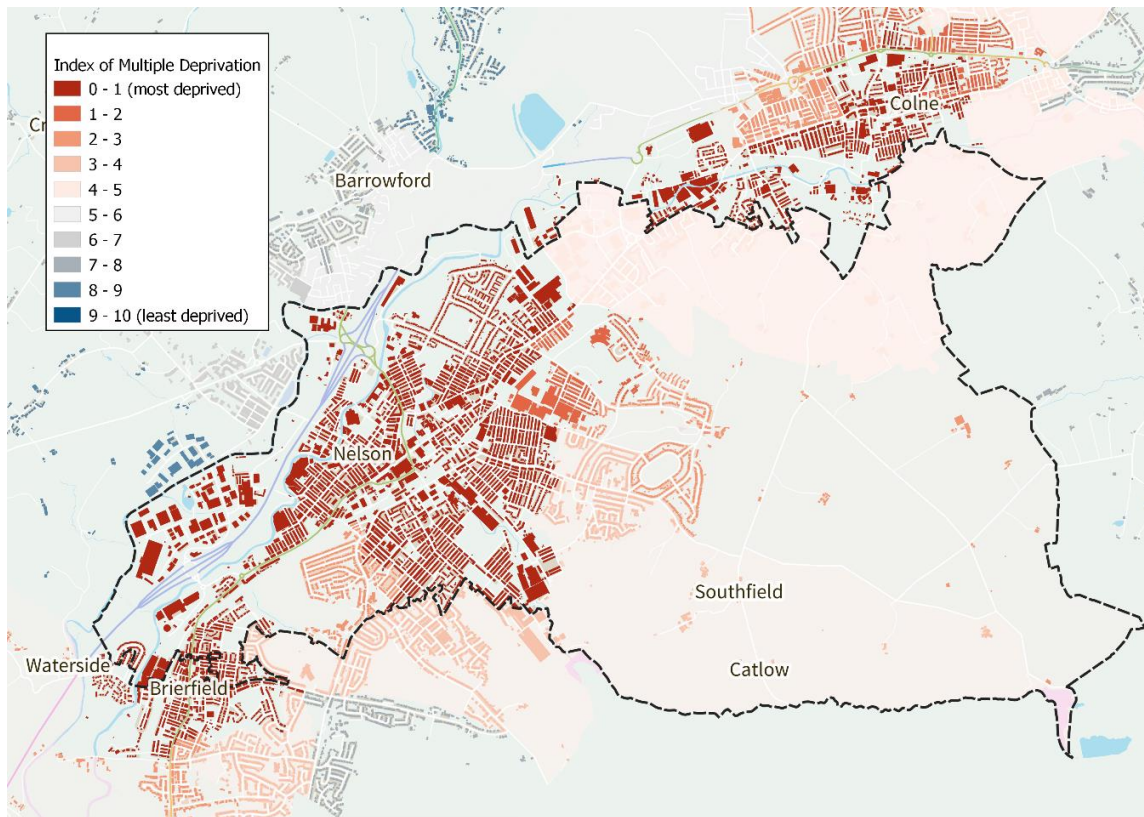 Index of Multiple Deprivation
0 - 1 (most deprived)
1 - 2
2 - 3
3 - 4
4 - 5
5 - 6
6 - 7
7 - 8
8 - 9
9 - 10 (least deprived)
Colne
Barrowford
Nelson
Southfield
Waterside
Catlow
Brierfield